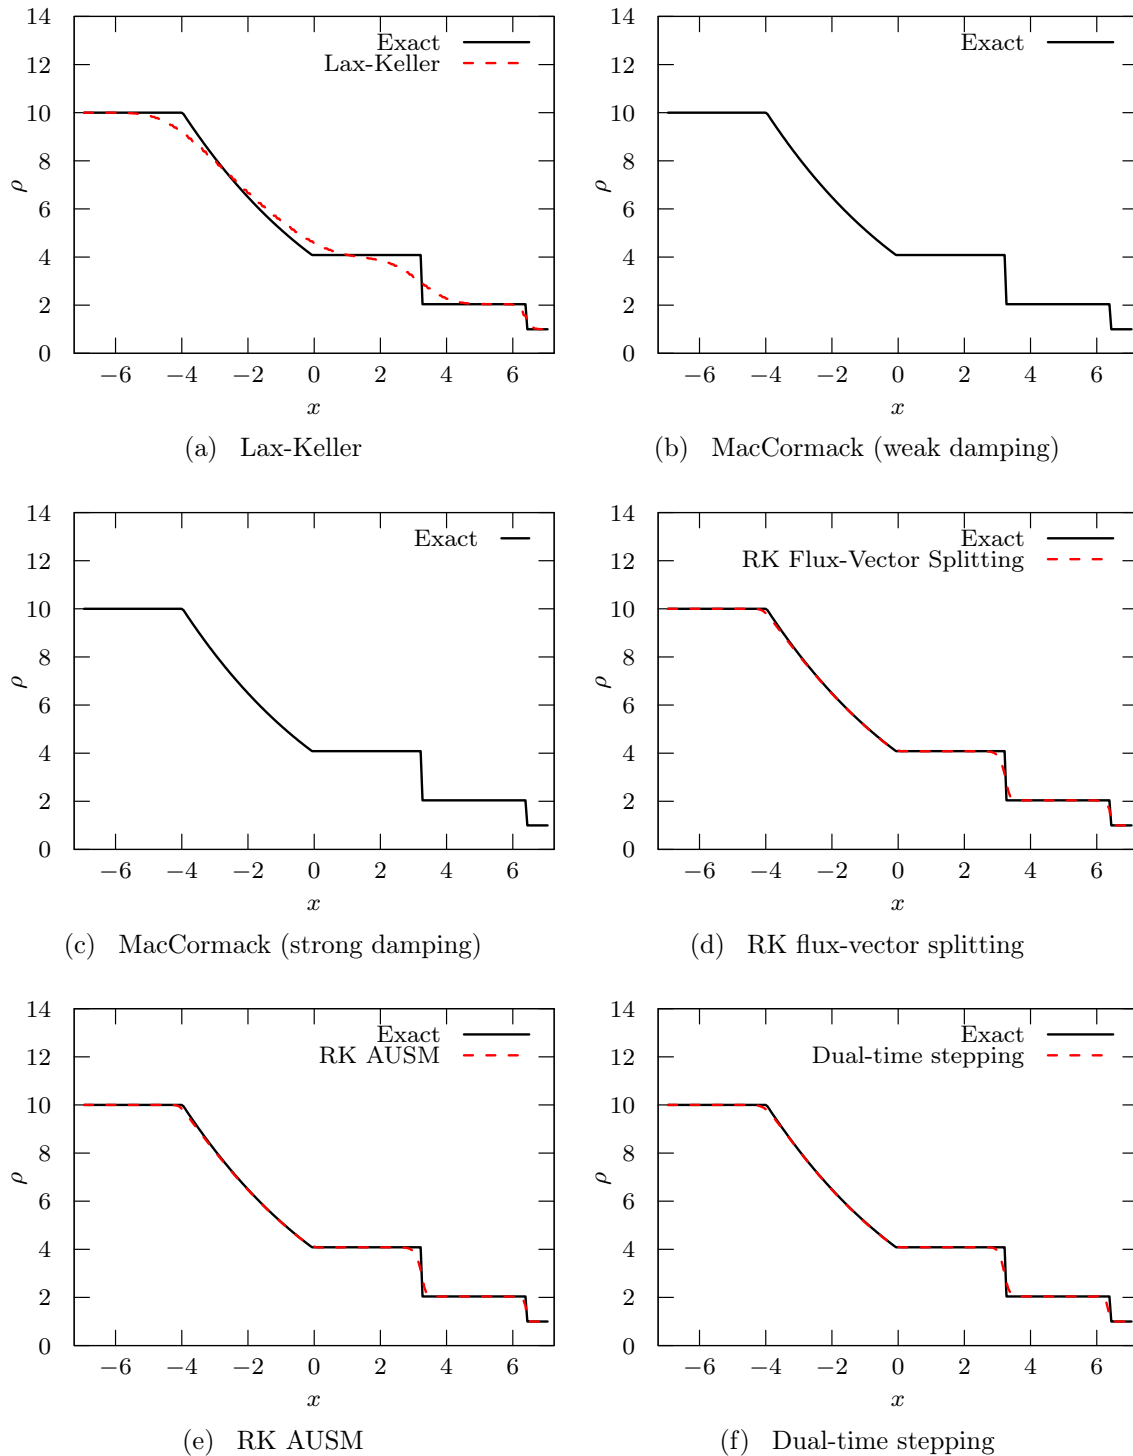 14
12
10
8
6
4
2
0
ρ
Exact
Lax-Keller
−6 −4 −2 0 2 4 6
x
(a) Lax-Keller
14
12
10
8
6
4
2
0
ρ
Exact
−6 −4 −2 0 2 4 6
x
(b) MacCormack (weak damping)
14
12
10
8
6
4
2
0
ρ
Exact
−6 −4 −2 0 2 4 6
x
(c) MacCormack (strong damping)
14
12
10
8
6
4
2
0
ρ
Exact
RK Flux-Vector Splitting
−6 −4 −2 0 2 4 6
x
(d) RK flux-vector splitting
14
12
10
8
6
4
2
0
ρ
Exact
RK AUSM
−6 −4 −2 0 2 4 6
x
(e) RK AUSM
14
12
10
8
6
4
2
0
ρ
Exact
Dual-time stepping
−6 −4 −2 0 2 4 6
x
(f) Dual-time stepping